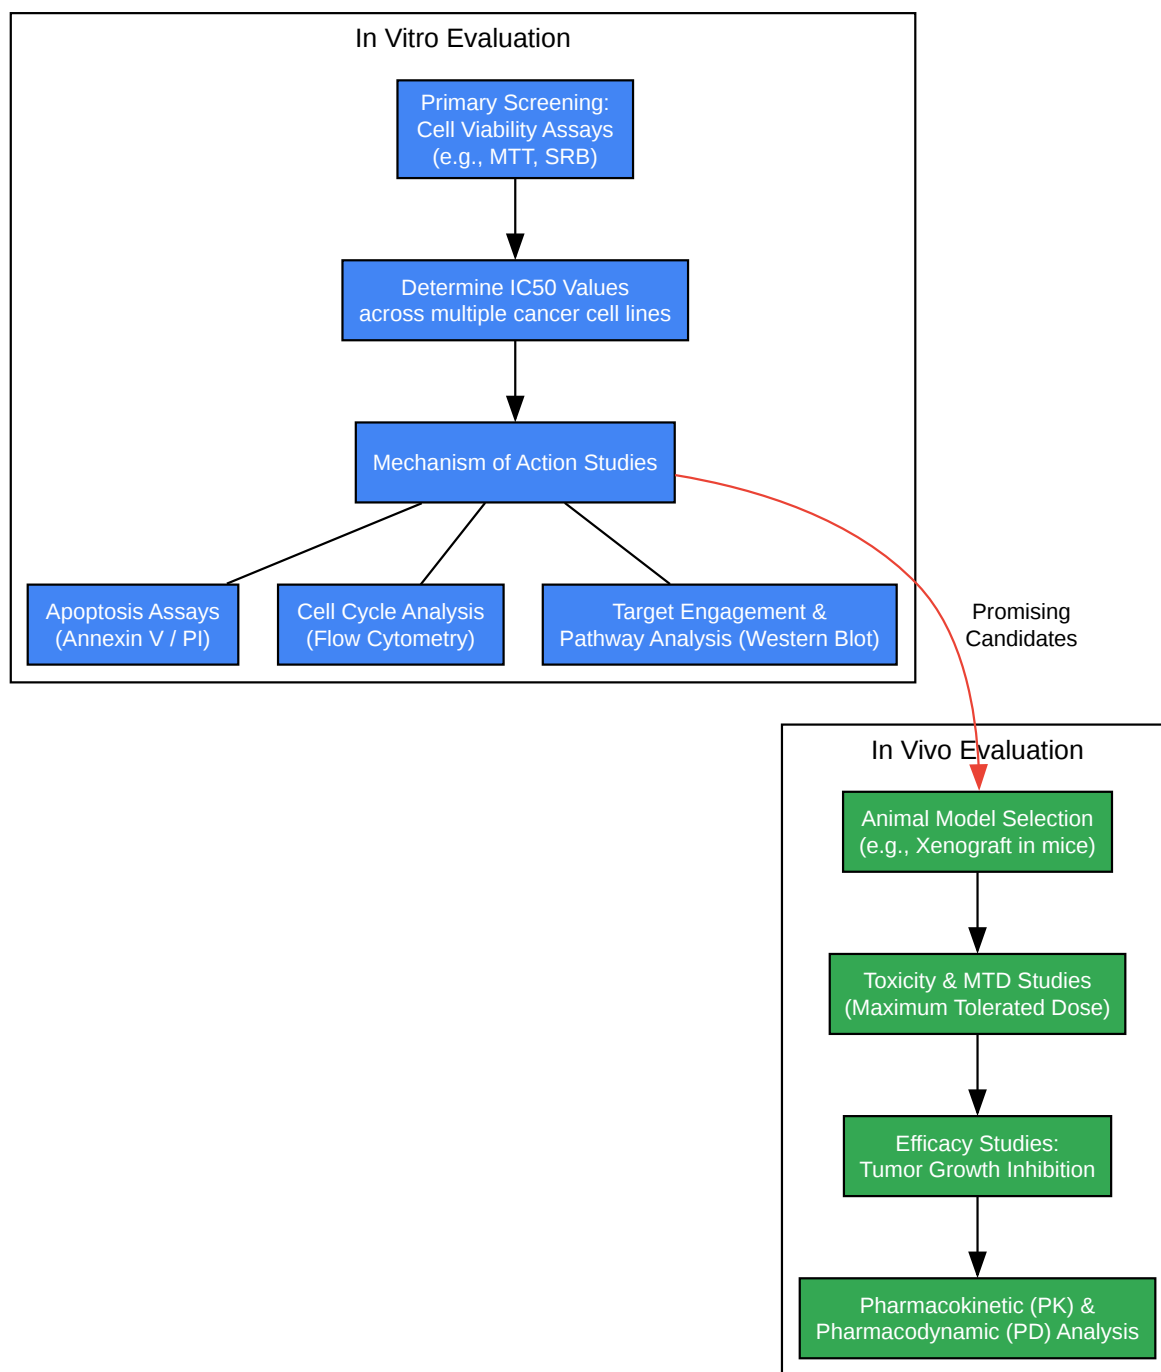 In Vitro Evaluation
Primary Screening:
Cell Viability Assays
(e.g., MTT, SRB)
Determine IC50 Values
across multiple cancer cell lines
Mechanism of Action Studies
Apoptosis Assays
(Annexin V / PI)
Cell Cycle Analysis
(Flow Cytometry)
Target Engagement &
Pathway Analysis (Western Blot)
Promising
Candidates
In Vivo Evaluation
Animal Model Selection
(e.g., Xenograft in mice)
Toxicity & MTD Studies
(Maximum Tolerated Dose)
Efficacy Studies:
Tumor Growth Inhibition
Pharmacokinetic (PK) &
Pharmacodynamic (PD) Analysis